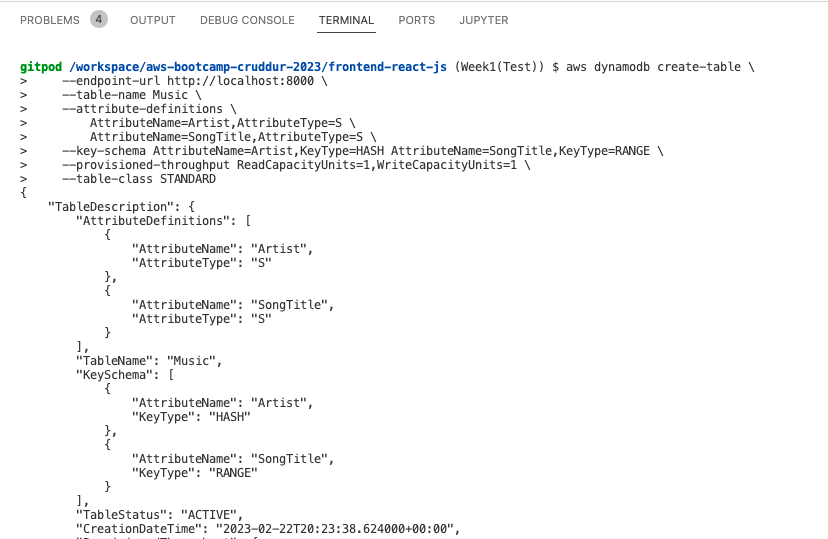 PROBLEMS 4 OUTPUT DEBUG CONSOLE TERMINAL PORTS JUPYTER
gitpod /workspace/aws-bootcamp-cruddur-2023/frontend-react-js (Week1(Test)) $ aws dynamodb create-table \
>     --endpoint-url http://localhost:8000 \
>     --table-name Music \
>     --attribute-definitions \
>         AttributeName=Artist,AttributeType=S \
>         AttributeName=SongTitle,AttributeType=S \
>     --key-schema AttributeName=Artist,KeyType=HASH AttributeName=SongTitle,KeyType=RANGE \
>     --provisioned-throughput ReadCapacityUnits=1,WriteCapacityUnits=1 \
>     --table-class STANDARD
{
    "TableDescription": {
        "AttributeDefinitions": [
            {
                "AttributeName": "Artist",
                "AttributeType": "S"
            },
            {
                "AttributeName": "SongTitle",
                "AttributeType": "S"
            }
        ],
        "TableName": "Music",
        "KeySchema": [
            {
                "AttributeName": "Artist",
                "KeyType": "HASH"
            },
            {
                "AttributeName": "SongTitle",
                "KeyType": "RANGE"
            }
        ],
        "TableStatus": "ACTIVE",
        "CreationDateTime": "2023-02-22T20:23:38.624000+00:00",